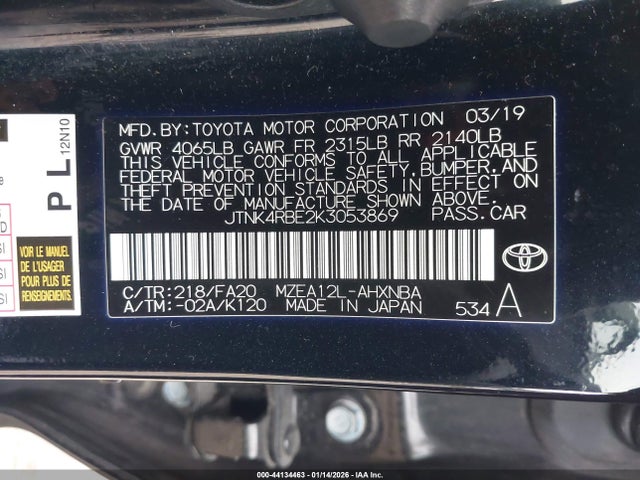 MFD.BY:TOYOTA MOTOR CORPORATION 03/19
GVWR 4065LB GAWR FR 2315LB RR 2140LB
THIS VEHICLE CONFORMS TO ALL APPLICABLE
FEDERAL MOTOR VEHICLE SAFETY,BUMPER,AND
THEFT PREVENTION STANDARDS IN EFFECT ON
THE DATE OF MANUFACTURE SHOWN ABOVE.
JTNK4RBE2K3053869 PASS.CAR
C/TR:218/FA20 MZEA12L-AHXNBA
A/TM:-02A/K120 MADE IN JAPAN 534 A
PL
12N10
VOIR LE MANUEL
DE L'USAGER
POUR PLUS DE
RENSEIGNEMENTS
000-44134463 - 01/14/2026 - IAAI, Inc.